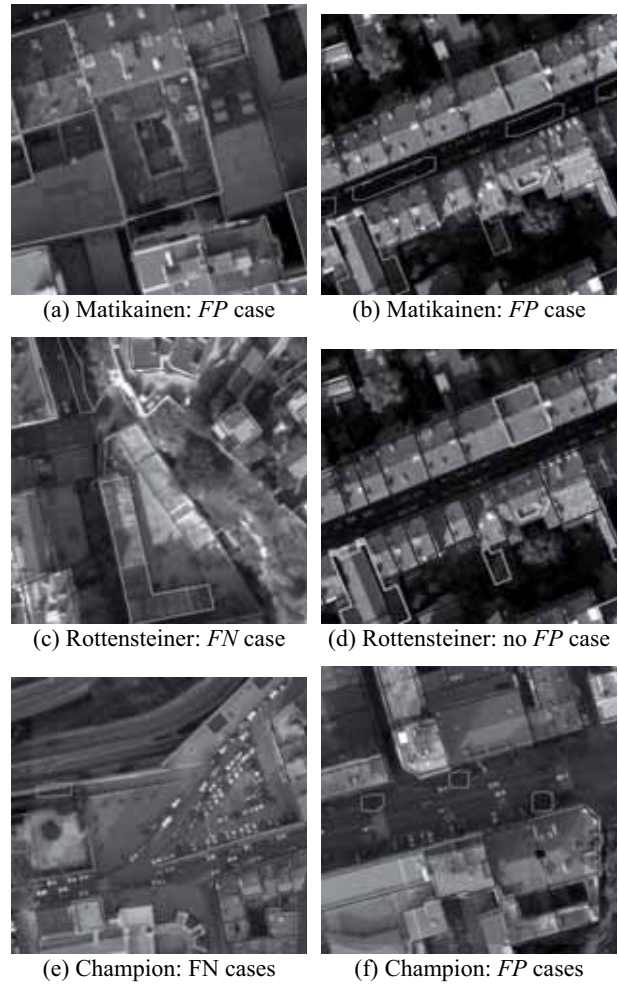 (a) Matikainen: FP case
(b) Matikainen: FP case
(c) Rottensteiner: FN case
(d) Rottensteiner: no FP case
(e) Champion: FN cases
(f) Champion: FP cases